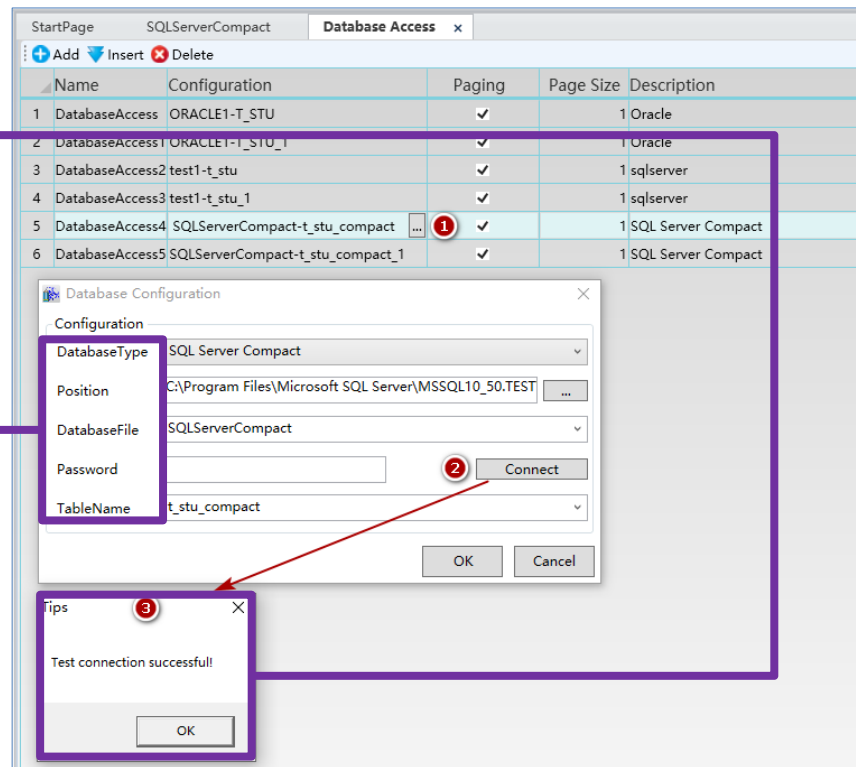 StartPage SQLServerCompact Database Access x
Add Insert Delete
Name Configuration Paging Page Size Description
1 DatabaseAccess ORACLE1-T_STU 1 Oracle
2 DatabaseAccess1 ORACLE1-T_STU_1 1 Oracle
3 DatabaseAccess2 test1-t_stu 1 sqlserver
4 DatabaseAccess3 test1-t_stu_1 1 sqlserver
5 DatabaseAccess4 SQLServerCompact-t_stu_compact ... 1 1 SQL Server Compact
6 DatabaseAccess5 SQLServerCompact-t_stu_compact_1 1 SQL Server Compact
Database Configuration
Configuration
DatabaseType SQL Server Compact
Position C:\Program Files\Microsoft SQL Server\MSSQL10_50.TEST ...
DatabaseFile SQLServerCompact
Password 2 Connect
TableName t_stu_compact
OK Cancel
Tips 3
Test connection successful!
OK